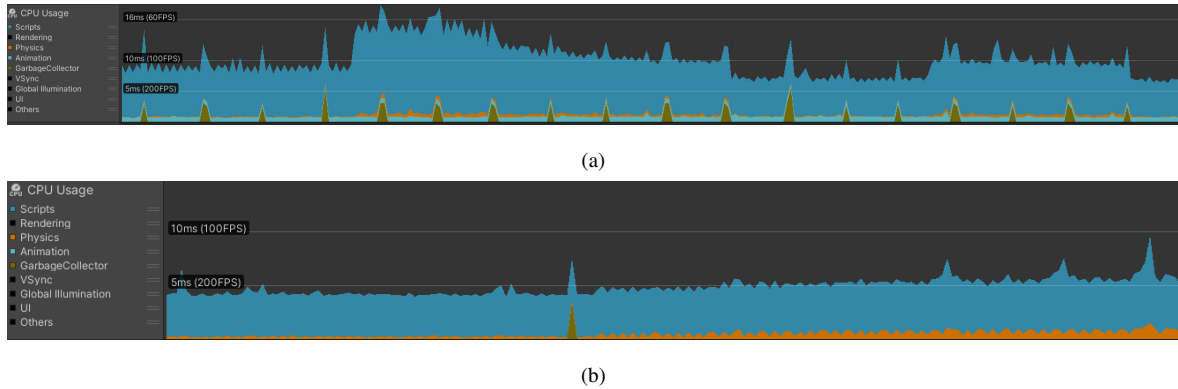 CPU Usage
Scripts
Rendering
Physics
Animation
GarbageCollector
VSync
Global Illumination
UI
Others
16ms (60FPS)
10ms (100FPS)
5ms (200FPS)
(a)
CPU
CPU Usage
Scripts
Rendering
Physics
Animation
GarbageCollector
VSync
Global Illumination
UI
Others
10ms (100FPS)
5ms (200FPS)
(b)